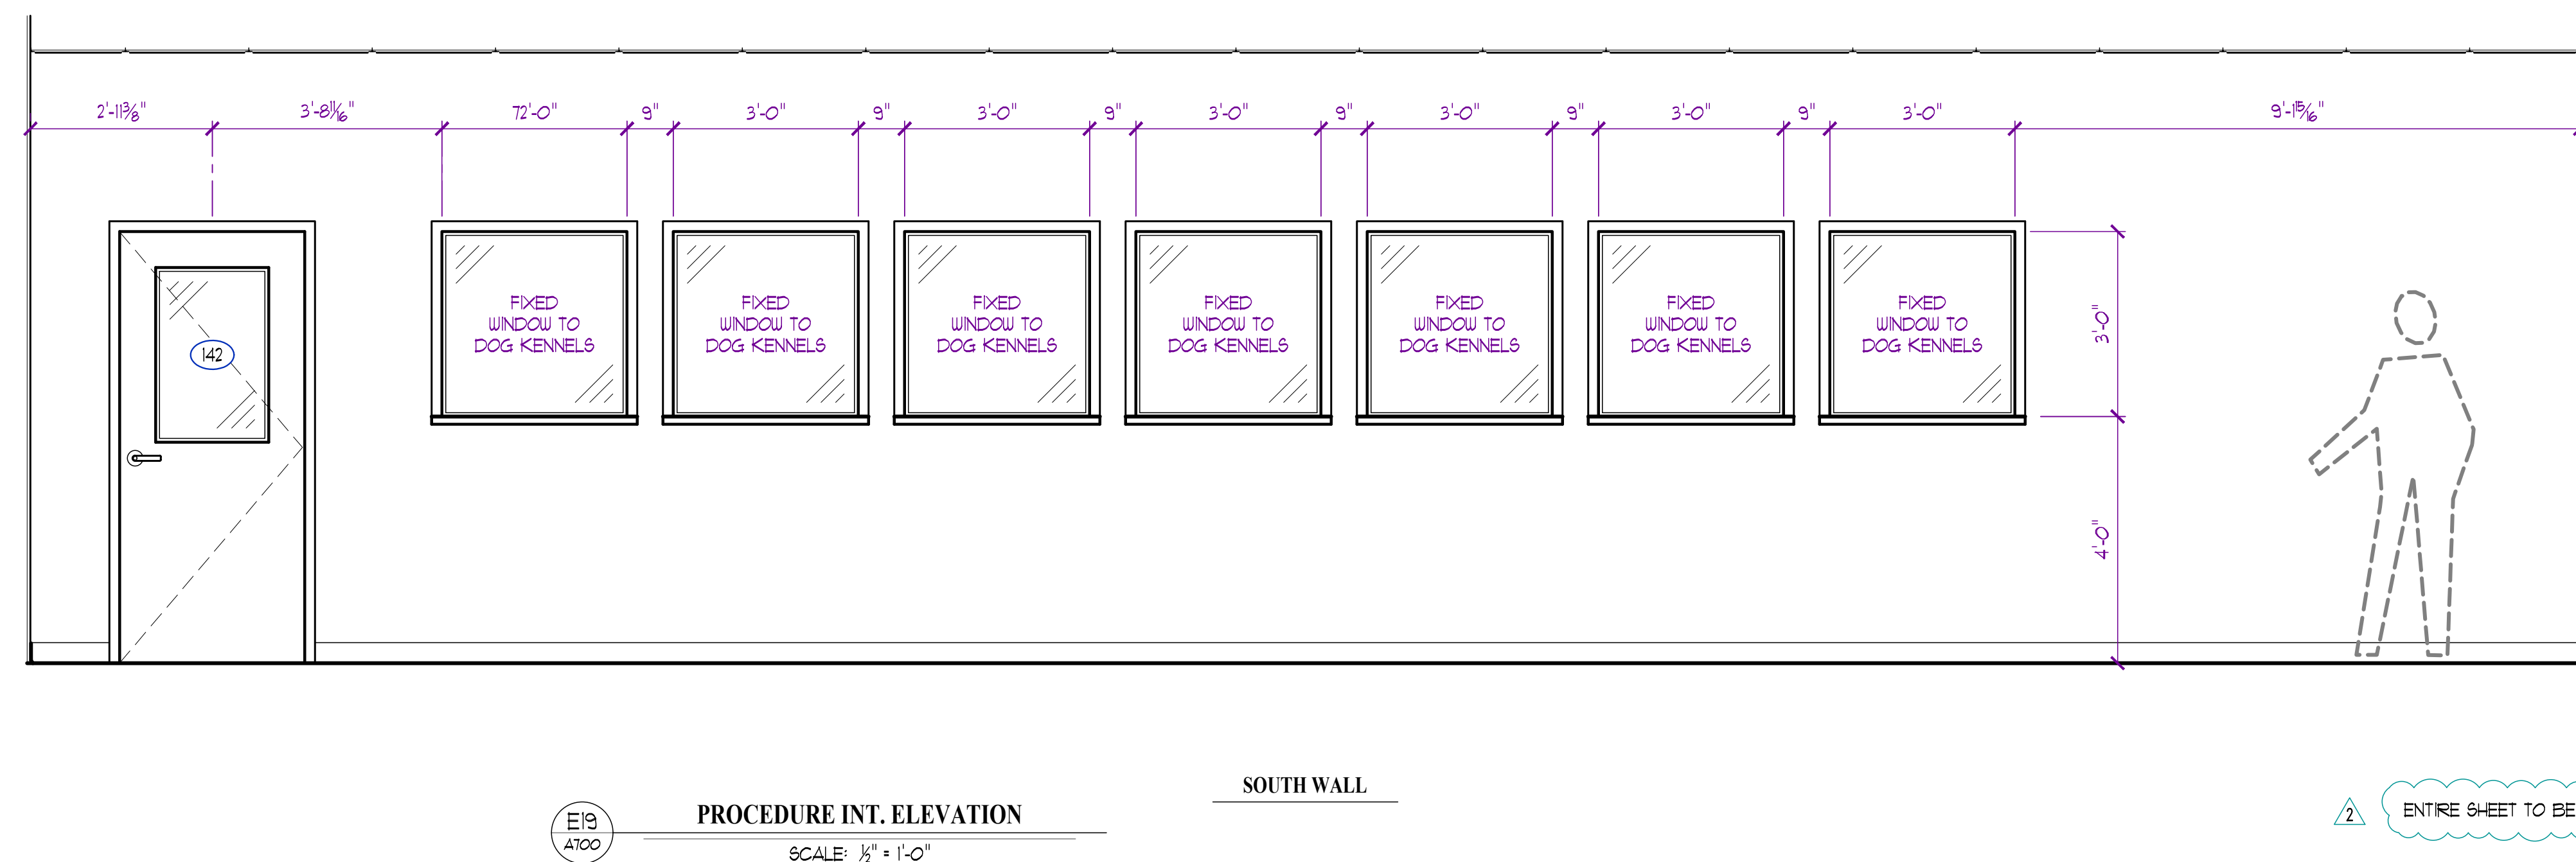 2'-11⅜" 3'-8 11/16" 72'-0" 9" 3'-0" 9" 3'-0" 9" 3'-0" 9" 3'-0" 9" 3'-0" 9" 3'-0" 9'-1 15/16"
FIXED
WINDOW TO
DOG KENNELS
FIXED
WINDOW TO
DOG KENNELS
FIXED
WINDOW TO
DOG KENNELS
FIXED
WINDOW TO
DOG KENNELS
FIXED
WINDOW TO
DOG KENNELS
FIXED
WINDOW TO
DOG KENNELS
FIXED
WINDOW TO
DOG KENNELS
142
3'-0"
4'-0"
SOUTH WALL
E19
A700
PROCEDURE INT. ELEVATION
SCALE: ½" = 1'-0"
2
ENTIRE SHEET TO BE